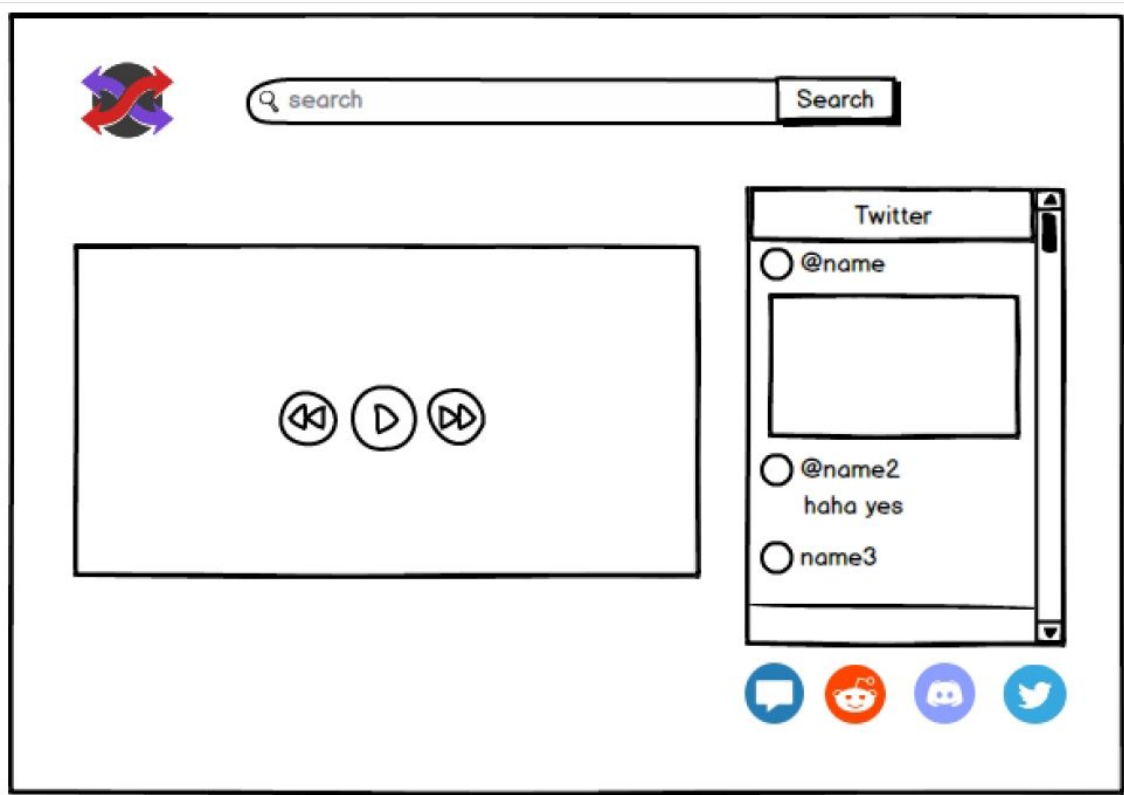 search
Search
Twitter
@name
@name2
haha yes
name3